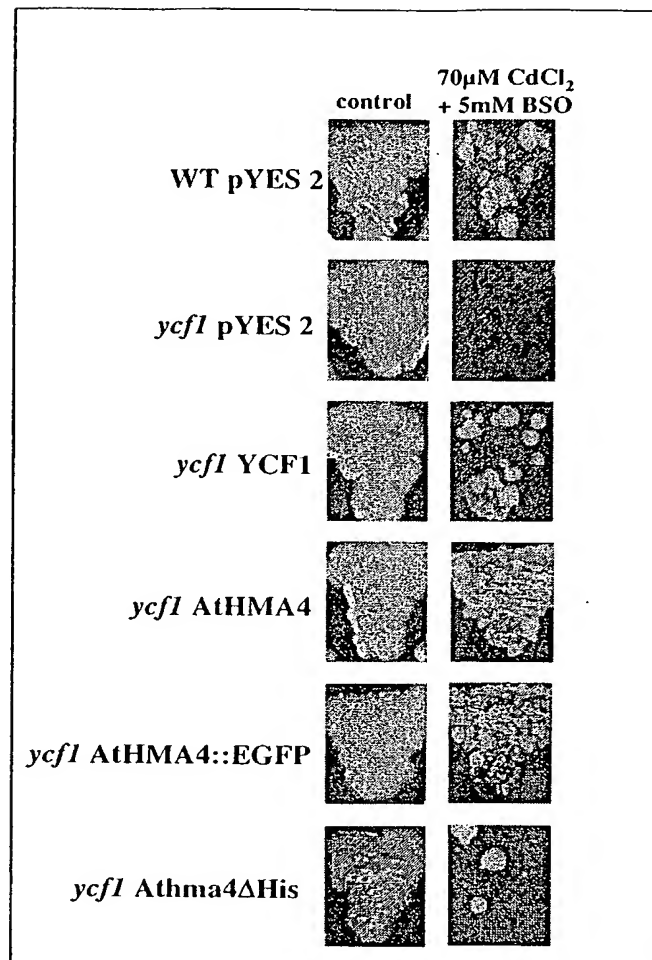 70µM CdCl₂
control + 5mM BSO
WT pYES 2
ycf1 pYES 2
ycf1 YCF1
ycf1 AtHMA4
ycf1 AtHMA4::EGFP
ycf1 Athma4ΔHis